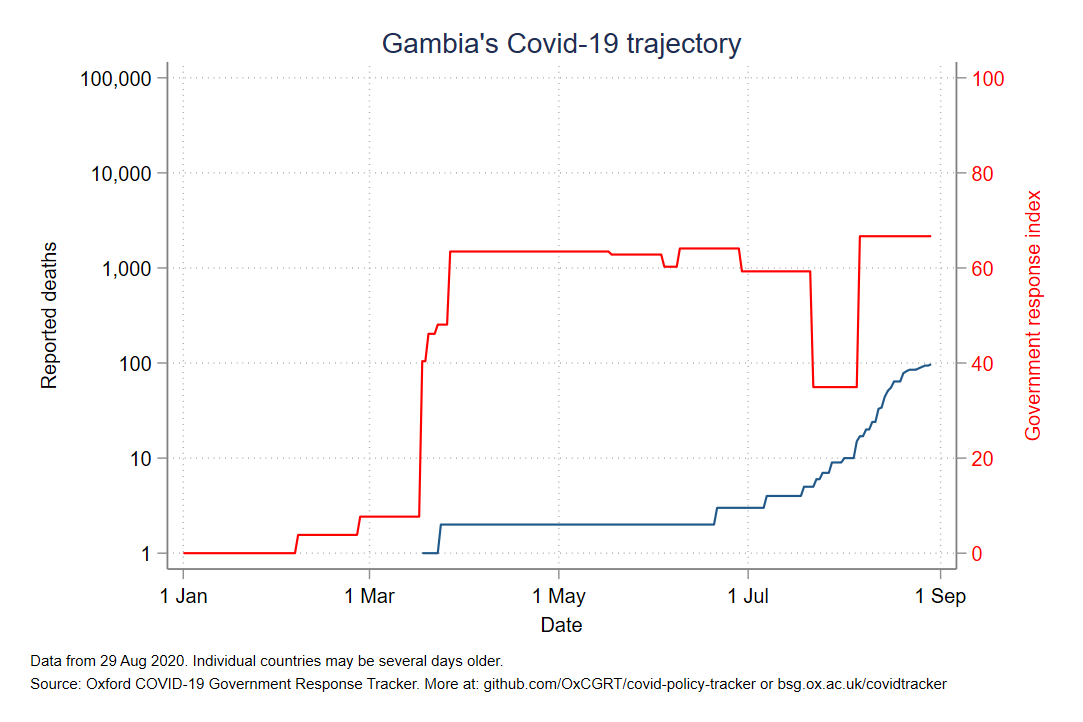 Gambia's Covid-19 trajectory
100,000
10,000
1,000
100
10
1
Reported deaths
100
80
60
40
20
0
Government response index
1 Jan
1 Mar
1 May
1 Jul
1 Sep
Date
Data from 29 Aug 2020. Individual countries may be several days older.
Source: Oxford COVID-19 Government Response Tracker. More at: github.com/OxCGRT/covid-policy-tracker or bsg.ox.ac.uk/covidtracker